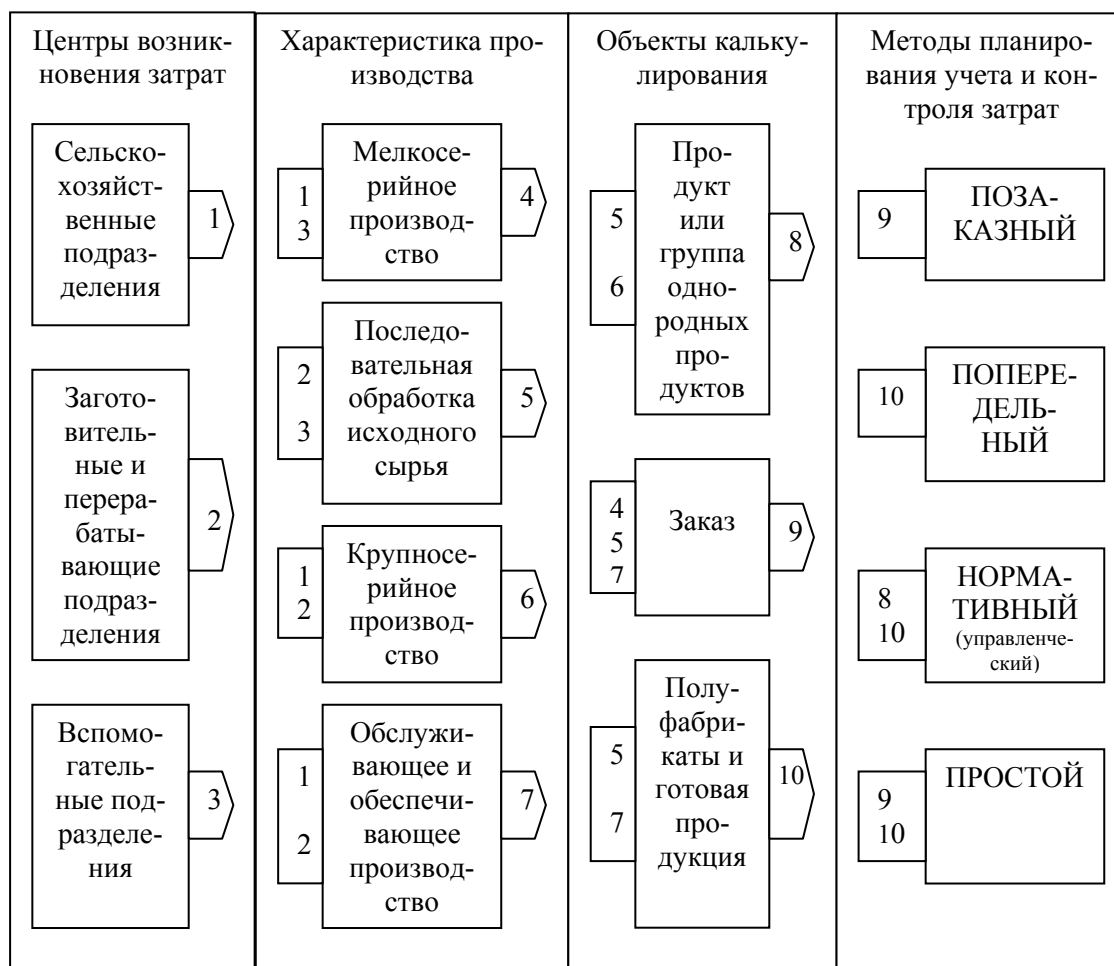 Центры возник-
новения затрат
Сельско-
хозяйст-
венные
подраз-
деления
1
Загото-
витель-
ные и
перера-
баты-
вающие
подраз-
деления
2
Вспомо-
гатель-
ные под-
разделе-
ния
3
Характеристика про-
изводства
1
3
Мелкосе-
рийное
производ-
ство
4
2
3
Последо-
вательная
обработка
исходного
сырья
5
1
2
Крупносе-
рийное
производ-
ство
6
1
2
Обслужи-
вающее и
обеспечи-
вающее
производ-
ство
7
Объекты кальку-
лирования
5
6
Про-
дукт
или
группа
одно-
родных
про-
дуктов
8
4
5
7
Заказ
9
5
7
Полу-
фабри-
каты и
готовая
про-
дукция
10
Методы планиро-
вания учета и кон-
троля затрат
9
ПОЗА-
КАЗНЫЙ
10
ПОПЕРЕ-
ДЕЛЬ-
НЫЙ
8
10
НОРМА-
ТИВНЫЙ
(управленче-
ский)
9
10
ПРОСТОЙ